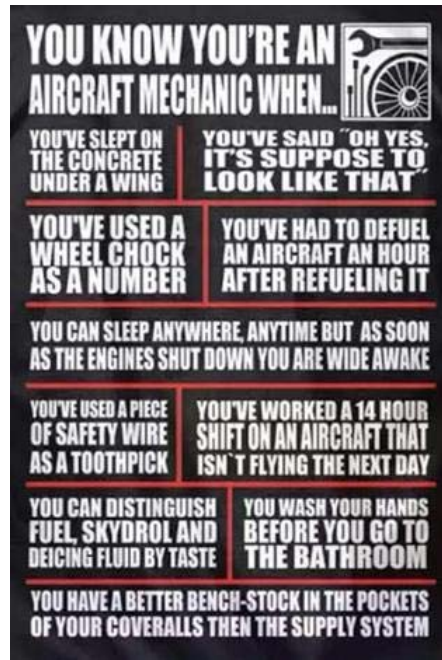 YOU KNOW YOU'RE AN
AIRCRAFT MECHANIC WHEN...
YOU'VE SLEPT ON
THE CONCRETE
UNDER A WING
YOU'VE SAID "OH YES,
IT'S SUPPOSE TO
LOOK LIKE THAT"
YOU'VE USED A
WHEEL CHOCK
AS A NUMBER
YOU'VE HAD TO DEFUEL
AN AIRCRAFT AN HOUR
AFTER REFUELING IT
YOU CAN SLEEP ANYWHERE, ANYTIME BUT AS SOON
AS THE ENGINES SHUT DOWN YOU ARE WIDE AWAKE
YOU'VE USED A PIECE
OF SAFETY WIRE
AS A TOOTHPICK
YOU'VE WORKED A 14 HOUR
SHIFT ON AN AIRCRAFT THAT
ISN`T FLYING THE NEXT DAY
YOU CAN DISTINGUISH
FUEL, SKYDROL AND
DEICING FLUID BY TASTE
YOU WASH YOUR HANDS
BEFORE YOU GO TO
THE BATHROOM
YOU HAVE A BETTER BENCH-STOCK IN THE POCKETS
OF YOUR COVERALLS THEN THE SUPPLY SYSTEM